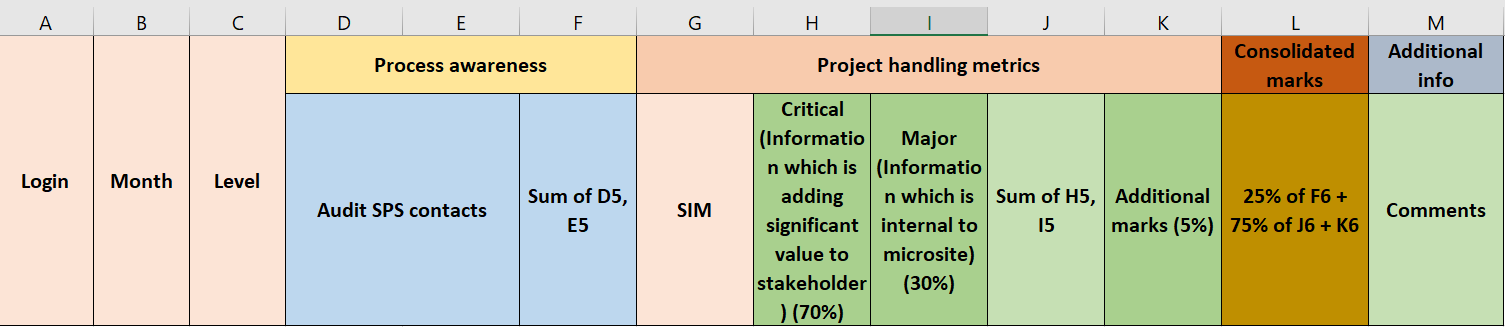 A B C D E F G H I J K L M
Process awareness
Project handling metrics
Consolidated
marks
Additional
info
Login
Month
Level
Audit SPS contacts
Sum of D5,
E5
SIM
Critical
(Informatio
n which is
adding
significant
value to
stakeholder
) (70%)
Major
(Informatio
n which is
internal to
microsite)
(30%)
Sum of H5,
I5
Additional
marks (5%)
25% of F6 +
75% of J6 + K6
Comments